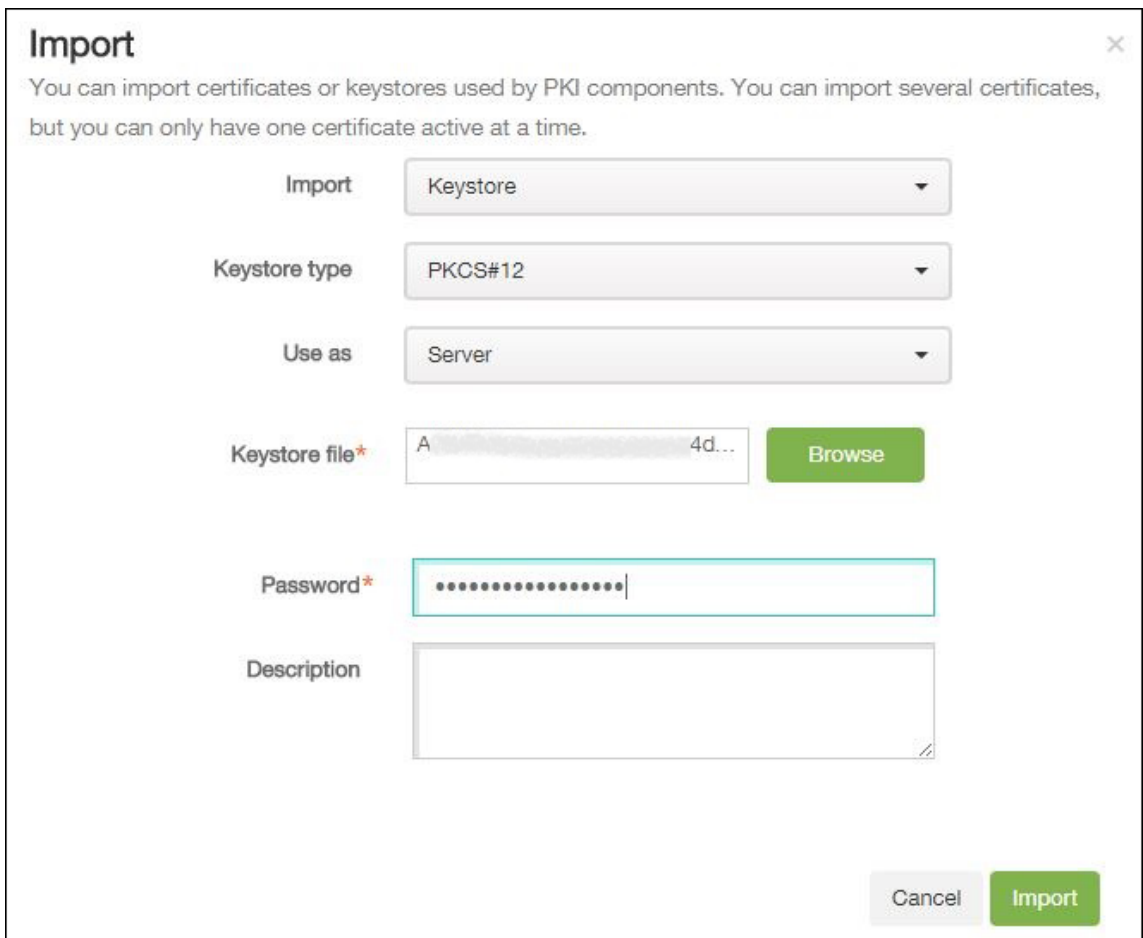 Import
×
You can import certificates or keystores used by PKI components. You can import several certificates,
but you can only have one certificate active at a time.
Import Keystore
Keystore type PKCS#12
Use as Server
Keystore file* A 4d... Browse
Password* •••••••••••••••••
Description
Cancel Import